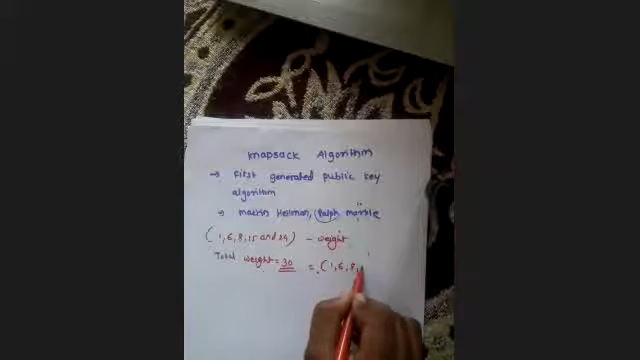 Knapsack Algorithm
→ First generated public key
algorithm
→ Martin Hellman, Ralph Markle
(1,6,8,15 and 24) - weight
Total weight = 30 = (1,6,8,